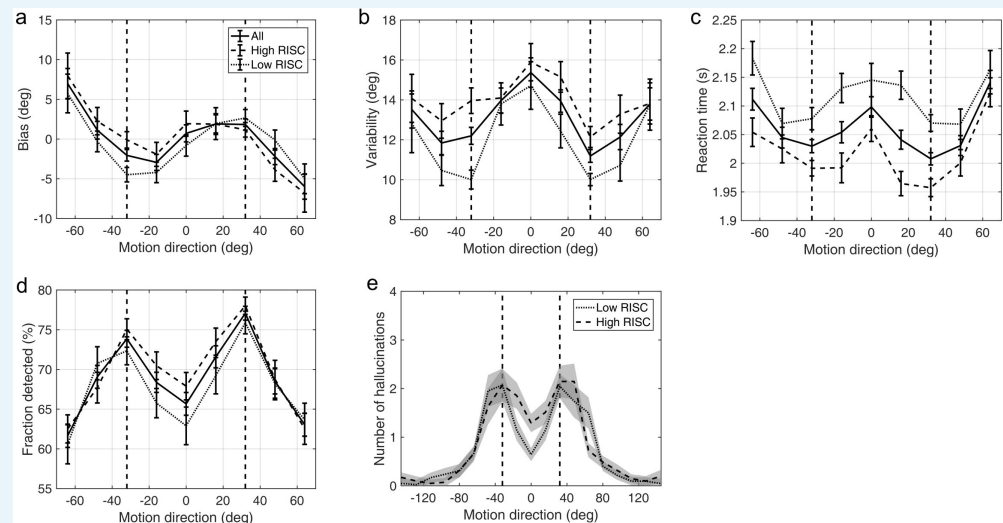 a
15
10
5
0
-5
-10
Bias (deg)
-60 -40 -20 0 20 40 60
Motion direction (deg)
All
High RISC
Low RISC
b
18
16
14
12
10
8
Variability (deg)
-60 -40 -20 0 20 40 60
Motion direction (deg)
c
2.25
2.2
2.15
2.1
2.05
2
1.95
1.9
Reaction time (s)
-60 -40 -20 0 20 40 60
Motion direction (deg)
d
80
75
70
65
60
55
Fraction detected (%)
-60 -40 -20 0 20 40 60
Motion direction (deg)
e
4
3
2
1
0
Number of hallucinations
-120 -80 -40 0 40 80 120
Motion direction (deg)
Low RISC
High RISC